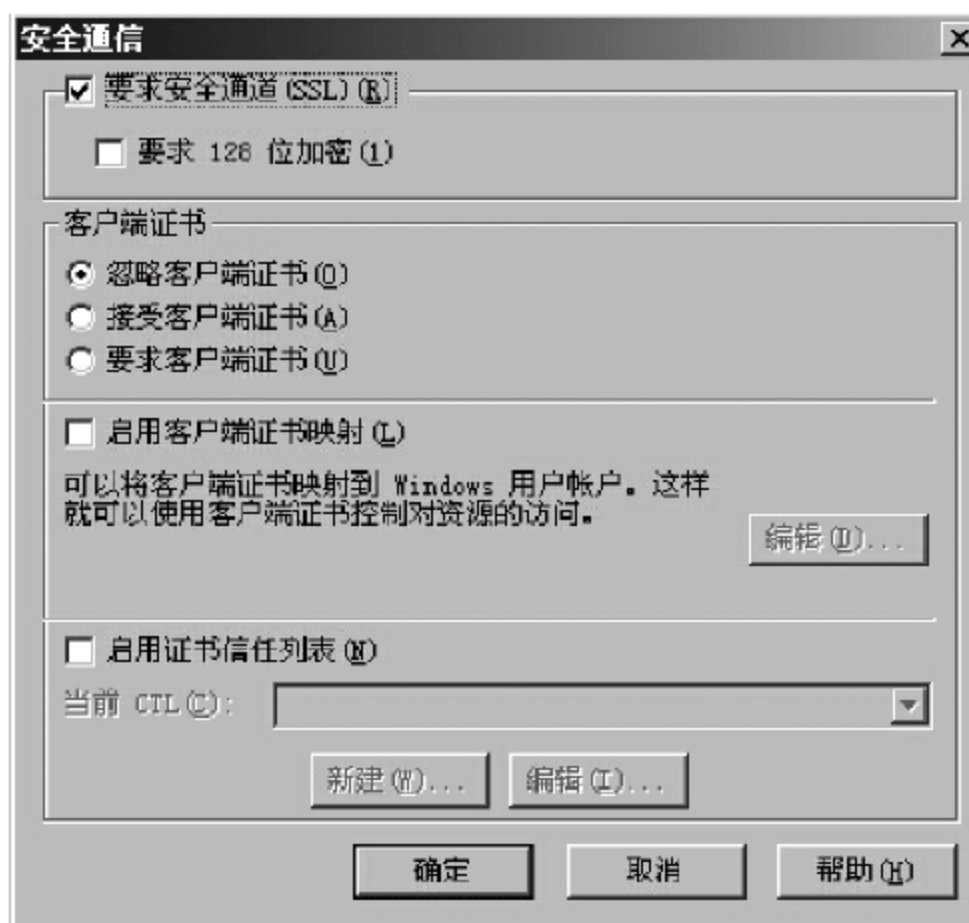 安全通信
要求安全通道(SSL)(R)
要求 128 位加密(1)
客户端证书
忽略客户端证书(O)
接受客户端证书(A)
要求客户端证书(U)
启用客户端证书映射(L)
可以将客户端证书映射到 Windows 用户帐户。这样
就可以使用客户端证书控制对资源的访问。
编辑(D)...
启用证书信任列表(N)
当前 CTL(C):
新建(W)... 编辑(I)...
确定 取消 帮助(H)